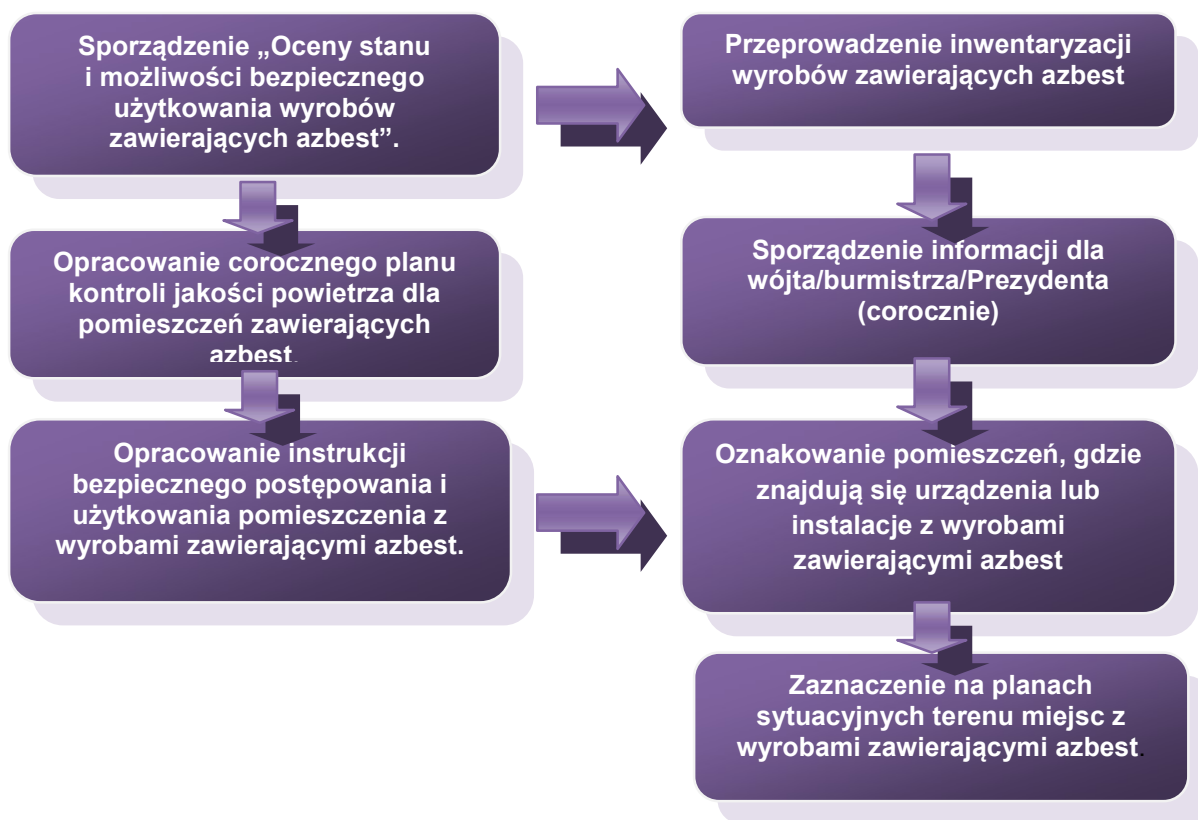 Sporządzenie „Oceny stanu
i możliwości bezpiecznego
użytkowania wyrobów
zawierających azbest”.
Przeprowadzenie inwentaryzacji
wyrobów zawierających azbest
Opracowanie corocznego planu
kontroli jakości powietrza dla
pomieszczeń zawierających
azbest.
Sporządzenie informacji dla
wójta/burmistrza/Prezydenta
(corocznie)
Opracowanie instrukcji
bezpiecznego postępowania i
użytkowania pomieszczenia z
wyrobami zawierającymi azbest.
Oznakowanie pomieszczeń, gdzie
znajdują się urządzenia lub
instalacje z wyrobami
zawierającymi azbest
Zaznaczenie na planach
sytuacyjnych terenu miejsc z
wyrobami zawierającymi azbest.